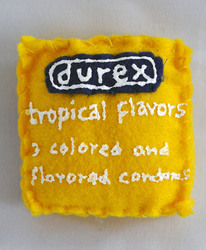 durex
tropical flavors
3 colored and
flavored condoms